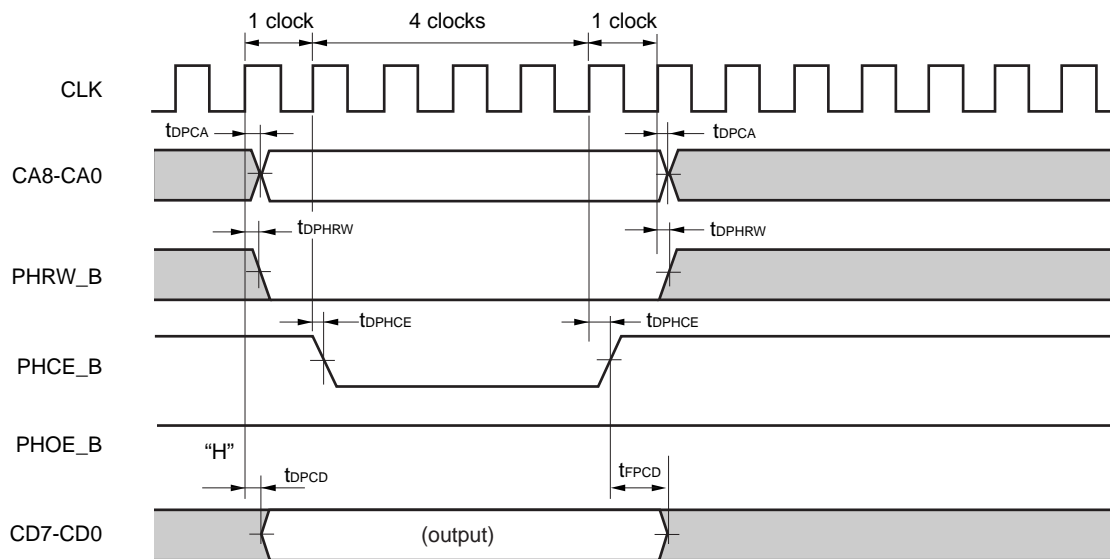 1 clock 4 clocks 1 clock
CLK
tDPCA tDPCA
CA8-CA0
tDPHRW tDPHRW
PHRW_B
tDPHCE tDPHCE
PHCE_B
PHOE_B
“H”
tDPCD tFPCD
CD7-CD0 (output)